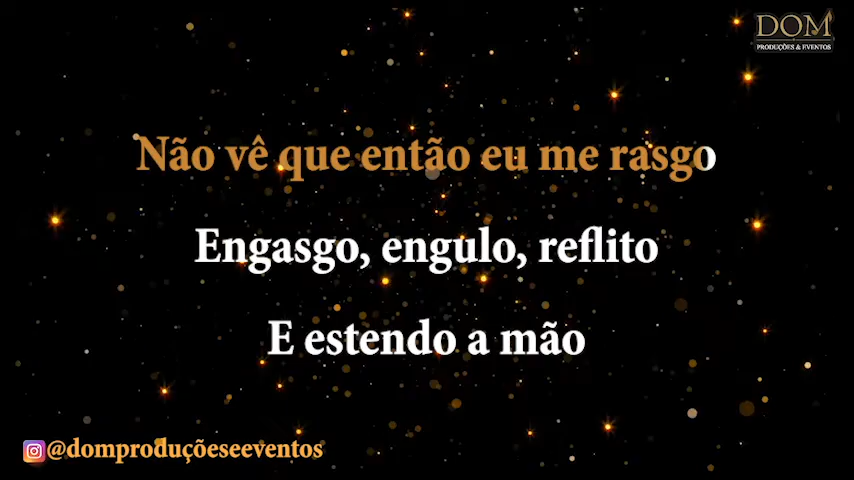 DOM
PRODUÇÕES & EVENTOS
Não vê que então eu me rasgo
Engasgo, engulo, reflito
E estendo a mão
@domproduçõeseeventos